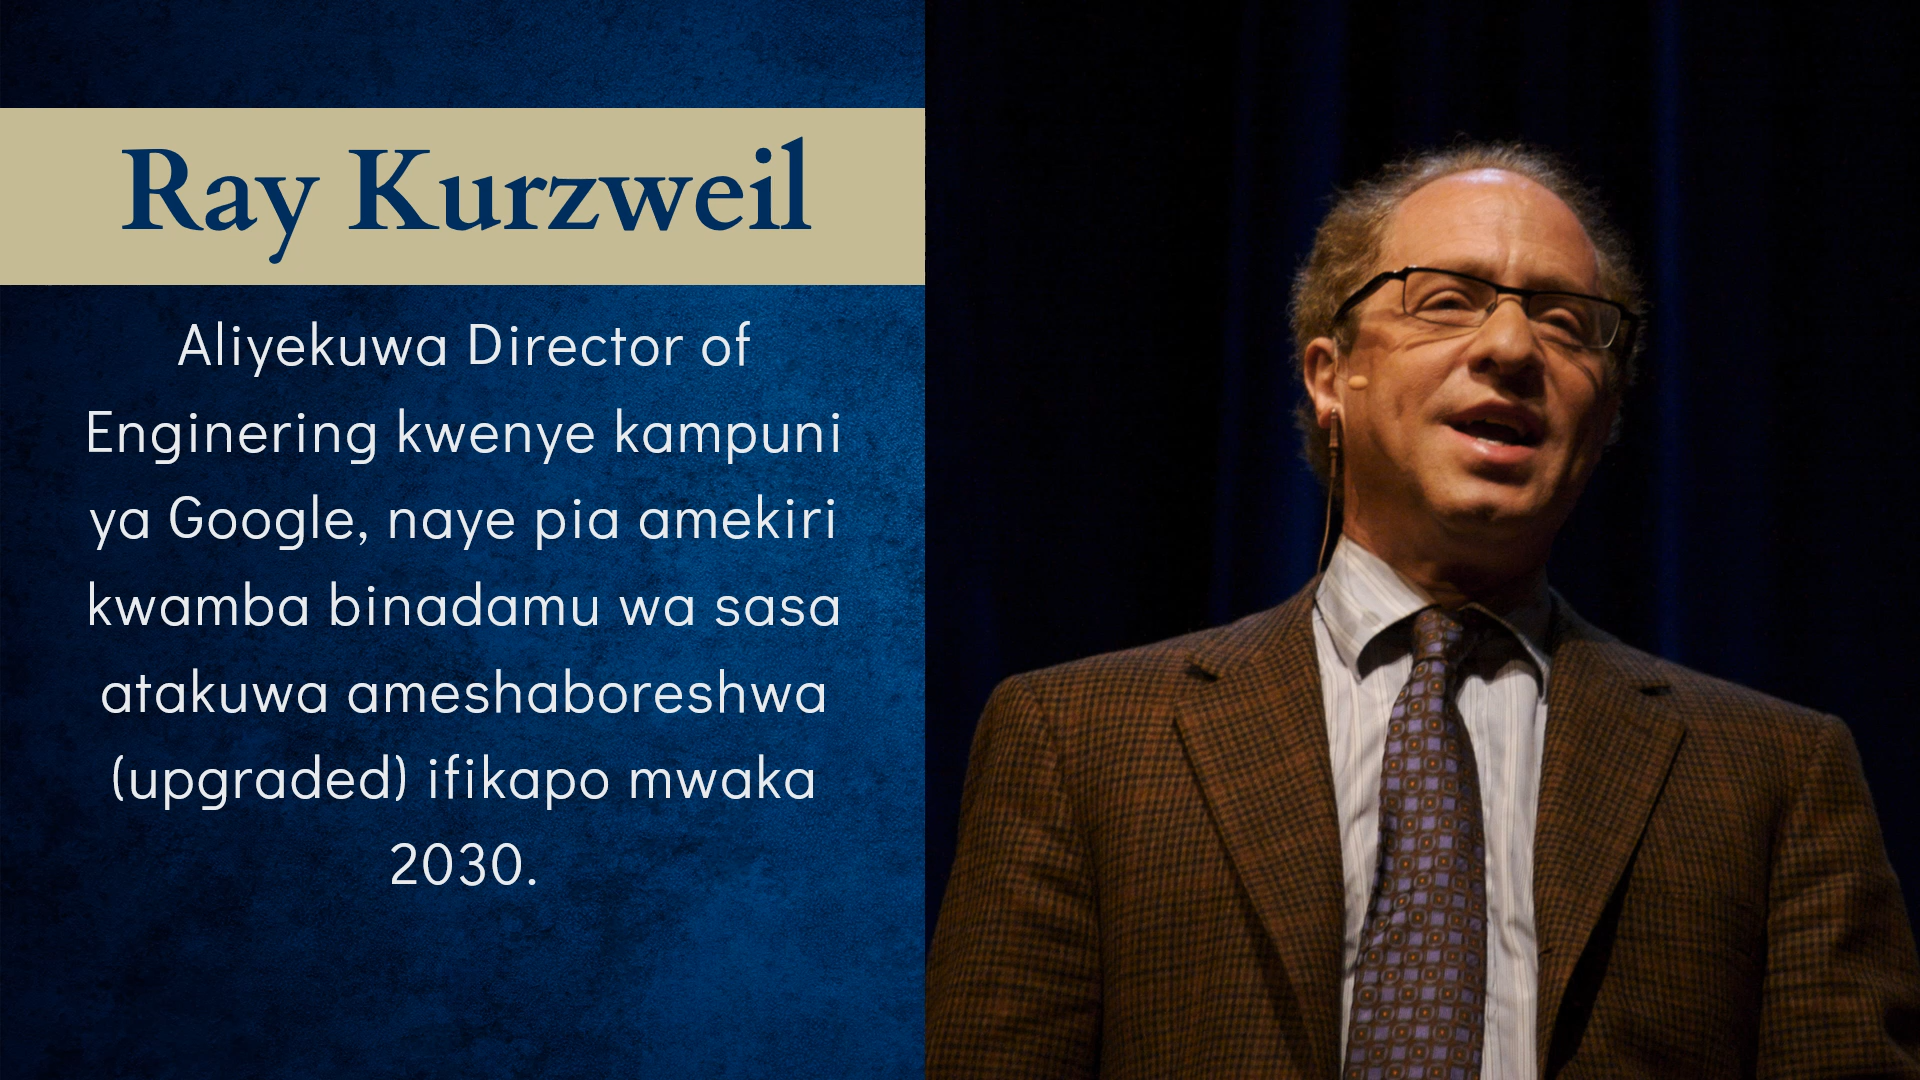 Ray Kurzweil
Aliyekuwa Director of
Enginering kwenye kampuni
ya Google, naye pia amekiri
kwamba binadamu wa sasa
atakuwa ameshaboreshwa
(upgraded) ifikapo mwaka
2030.